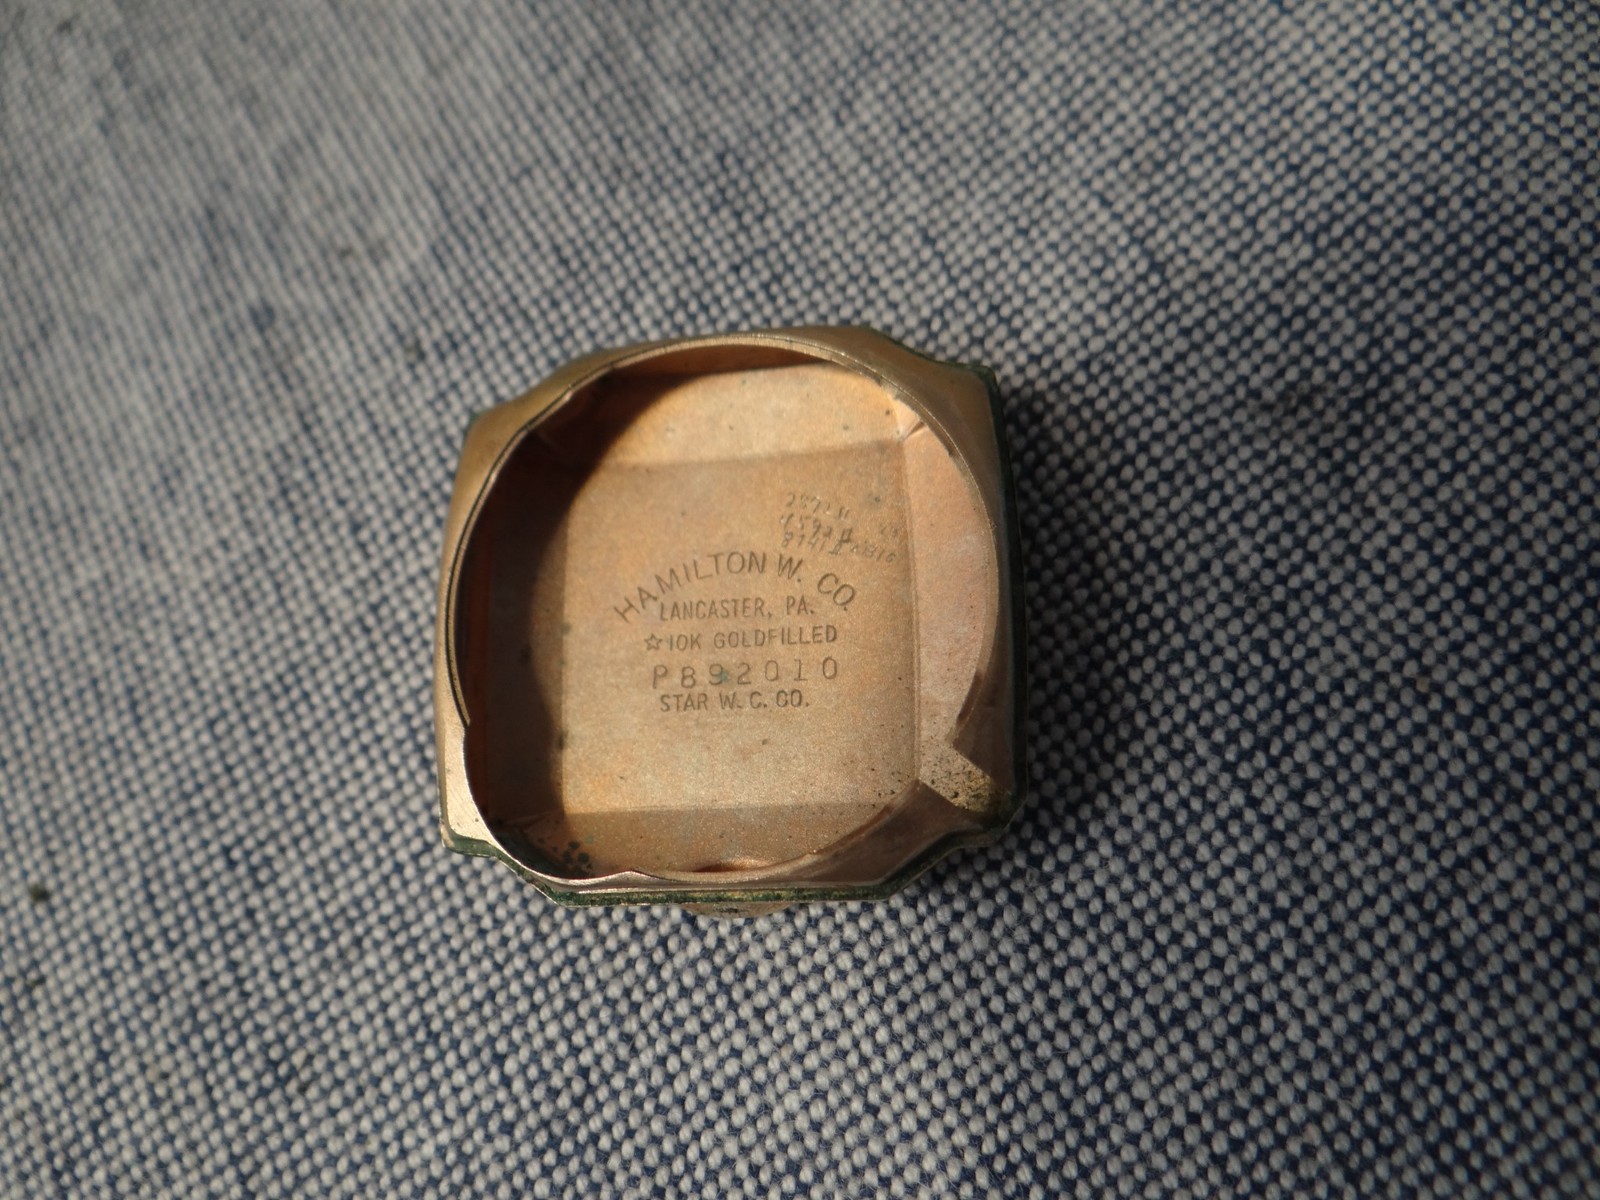 HAMILTON W. CO.
LANCASTER, PA.
☆10K GOLDFILLED
P892010
STAR W. C. CO.